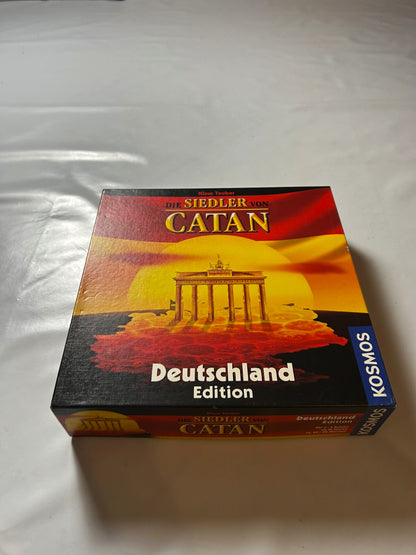 Klaus Teuber
DIE SIEDLER VON
CATAN
Deutschland
Edition
KOSMOS
DIE SIEDLER VON
CATAN
Deutschland
Edition
KOSMOS